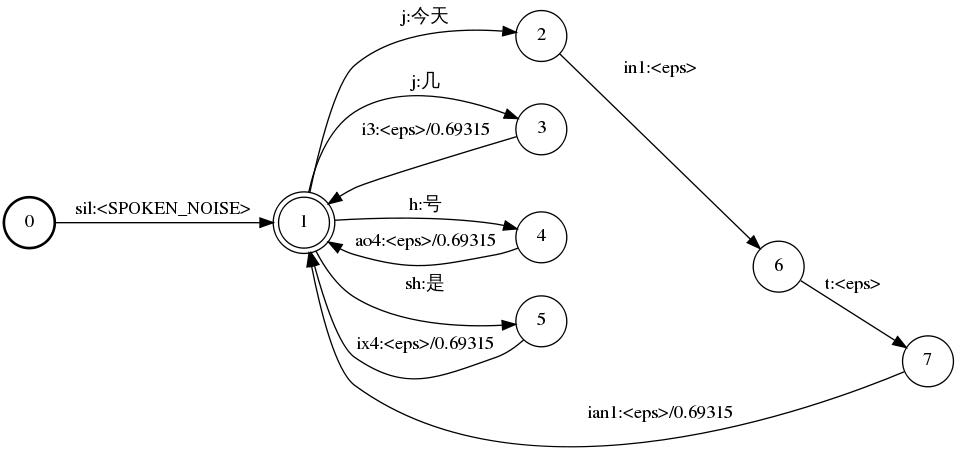 j:今天
2
in1:<eps>
j:几
3
i3:<eps>/0.69315
0
sil:<SPOKEN_NOISE>
1
h:号
4
ao4:<eps>/0.69315
6
sh:是
t:<eps>
5
ix4:<eps>/0.69315
7
ian1:<eps>/0.69315